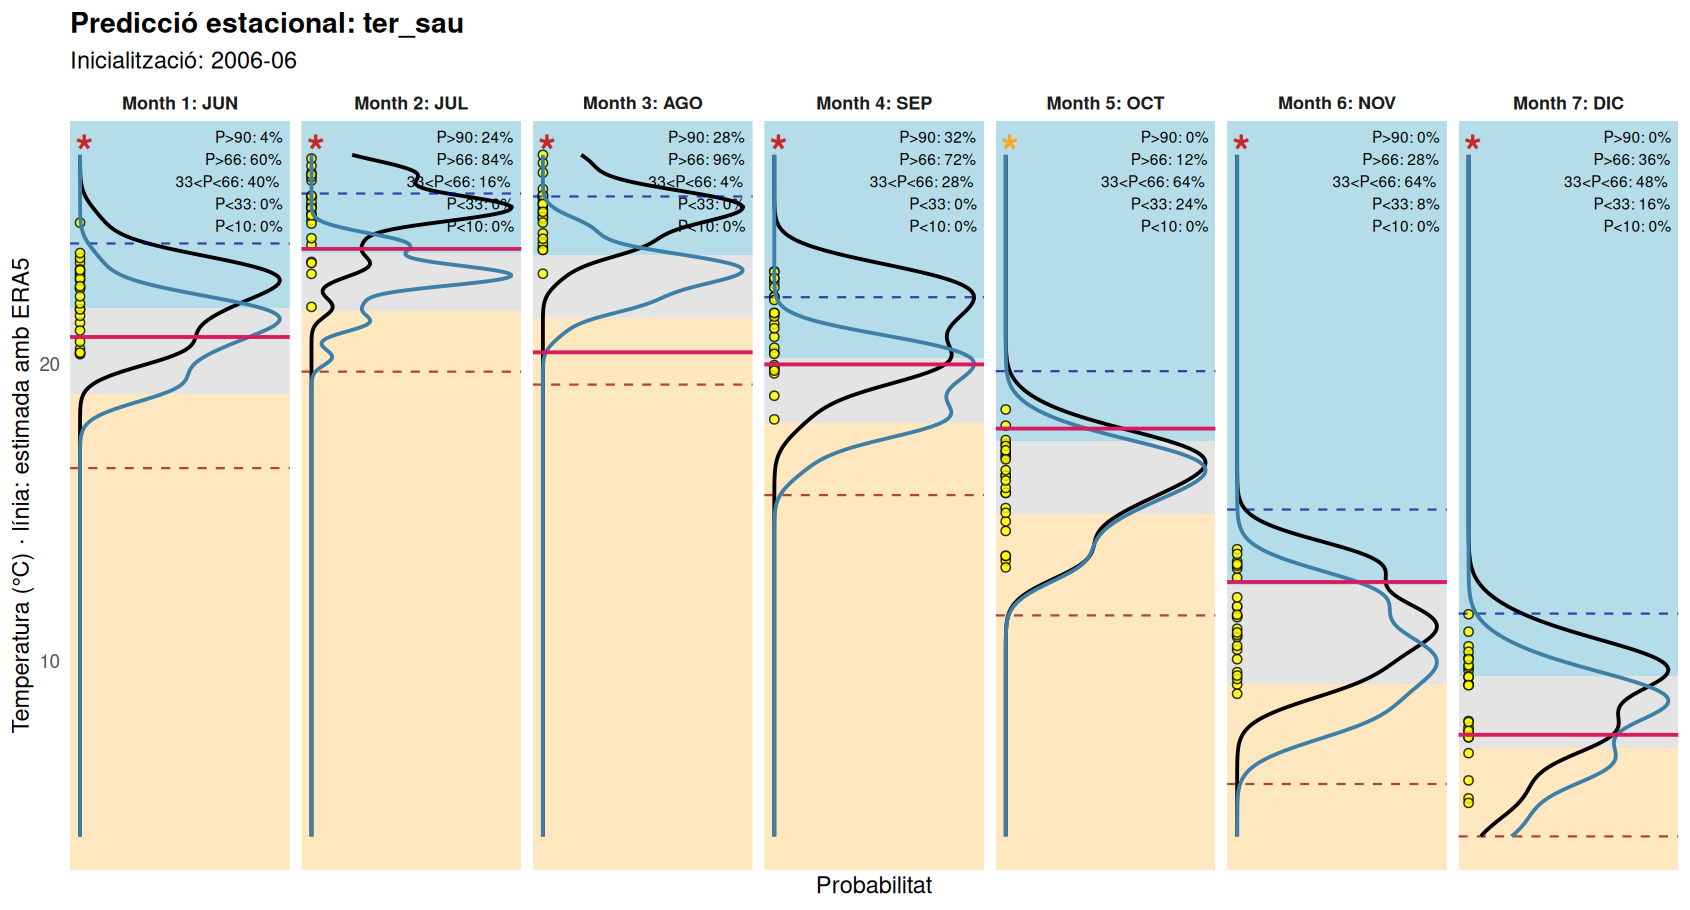 Predicció estacional: ter_sau
Inicialització: 2006-06
Month 1: JUN
Month 2: JUL
Month 3: AGO
Month 4: SEP
Month 5: OCT
Month 6: NOV
Month 7: DIC
*
P>90: 4%
P>66: 60%
33<P<66: 40%
P<33: 0%
P<10: 0%
*
P>90: 24%
P>66: 84%
33<P<66: 16%
P<33: 0%
P<10: 0%
*
P>90: 28%
P>66: 96%
33<P<66: 4%
P<33: 0%
P<10: 0%
*
P>90: 32%
P>66: 72%
33<P<66: 28%
P<33: 0%
P<10: 0%
*
P>90: 0%
P>66: 12%
33<P<66: 64%
P<33: 24%
P<10: 0%
*
P>90: 0%
P>66: 28%
33<P<66: 64%
P<33: 8%
P<10: 0%
*
P>90: 0%
P>66: 36%
33<P<66: 48%
P<33: 16%
P<10: 0%
20
10
Temperatura (°C) · línia: estimada amb ERA5
Probabilitat